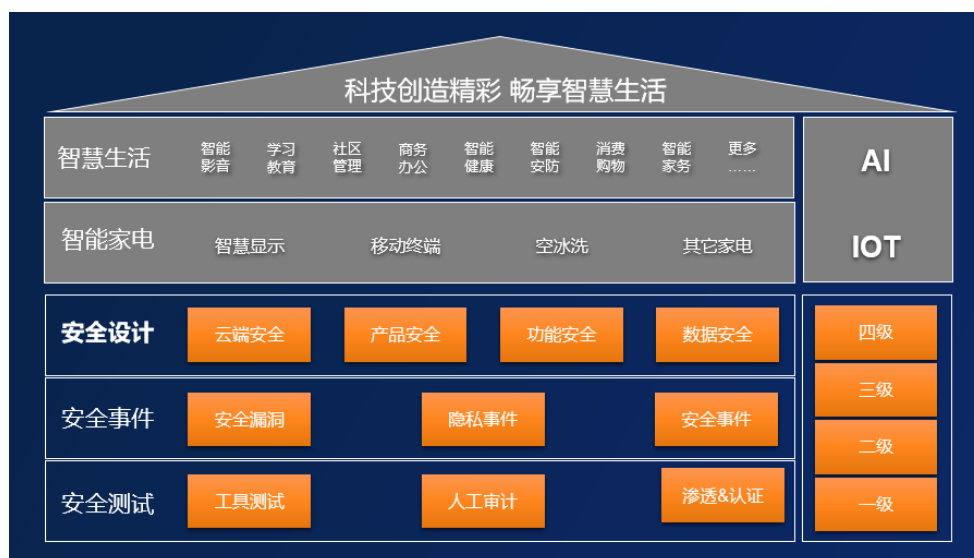 科技创造精彩 畅享智慧生活
智慧生活
智能
影音
学习
教育
社区
管理
商务
办公
智能
健康
智能
安防
消费
购物
智能
家务
更多
……
AI
智能家电
智慧显示
移动终端
空冰洗
其它家电
IOT
安全设计
云端安全
产品安全
功能安全
数据安全
四级
三级
安全事件
安全漏洞
隐私事件
安全事件
二级
安全测试
工具测试
人工审计
渗透&认证
一级